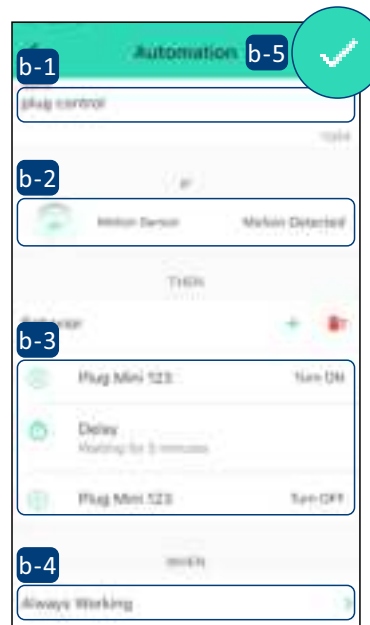 Automation
b-5
b-1
plug control
b-2
IF
Motion Sensor Motion Detected
THEN
b-3
Plug Mini 123 Turn ON
Delay
Waiting for 5 minutes
Plug Mini 123 Turn OFF
b-4
WHEN
Always Working